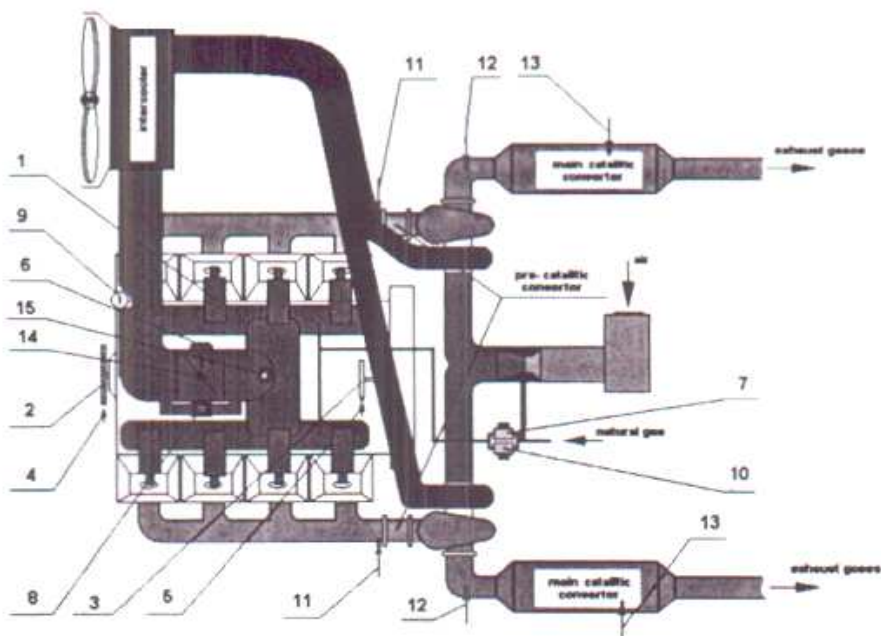 intercooler
11
12
13
main catalitic
converter
exhaust gases
1
9
6
15
14
2
4
pre- catalitic
convertor
air
7
natural gas
10
8
3
5
11
12
main catalitic
converter
13
exhaust gases